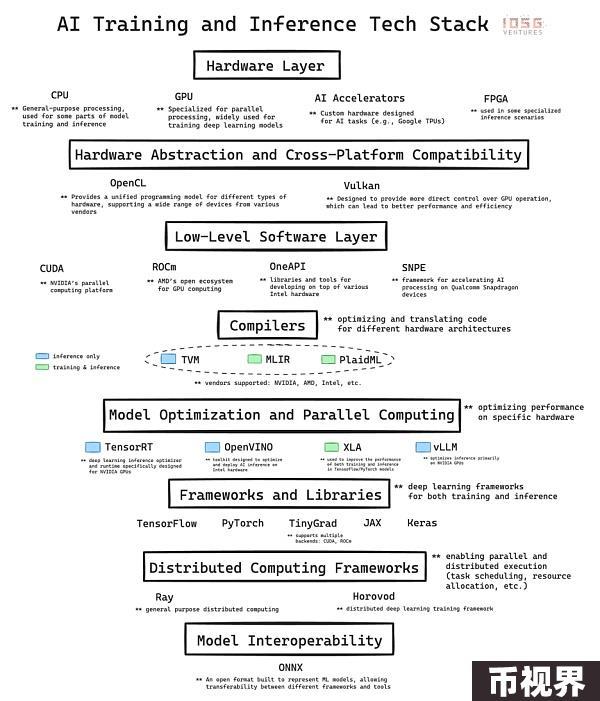 AI Training and Inference Tech Stack
IOSG
VENTURES
Hardware Layer
CPU
** General-purpose processing,
used for some parts of model
training and inference
GPU
** Specialized for parallel
processing, widely used for
training deep learning models
AI Accelerators
** Custom hardware designed
for AI tasks (e.g., Google TPUs)
FPGA
** used in some specialized
inference scenarios
Hardware Abstraction and Cross-Platform Compatibility
OpenCL
** Provides a unified programming model for different types of
hardware, supporting a wide range of devices from various
vendors
Vulkan
** Designed to provide more direct control over GPU operation,
which can lead to better performance and efficiency
Low-Level Software Layer
CUDA
** NVIDIA's parallel
computing platform
ROCm
** AMD's open ecosystem
for GPU computing
OneAPI
** libraries and tools for
developing on top of various
Intel hardware
SNPE
** framework for accelerating AI
processing on Qualcomm Snapdragon
devices
Compilers
** optimizing and translating code
for different hardware architectures
inference only
training & inference
TVM
MLIR
PlaidML
** vendors supported: NVIDIA, AMD, Intel, etc.
Model Optimization and Parallel Computing
** optimizing performance
on specific hardware
TensorRT
** deep learning inference optimizer
and runtime specifically designed
for NVIDIA GPUs
OpenVINO
** toolkit designed to optimize
and deploy AI inference on
Intel hardware
XLA
** used to improve the performance
of both training and inference
in TensorFlow/PyTorch models
vLLM
** optimizes inference primarily
on NVIDIA GPUs
Frameworks and Libraries
** deep learning frameworks
for both training and inference
TensorFlow
PyTorch
TinyGrad
** supports multiple
backends: CUDA, ROCm
JAX
Keras
Distributed Computing Frameworks
** enabling parallel and
distributed execution
(task scheduling, resource
allocation, etc.)
Ray
** general purpose distributed computing
Horovod
** distributed deep learning training framework
Model Interoperability
ONNX
** An open format built to represent ML models, allowing
transferability between different frameworks and tools
币视界